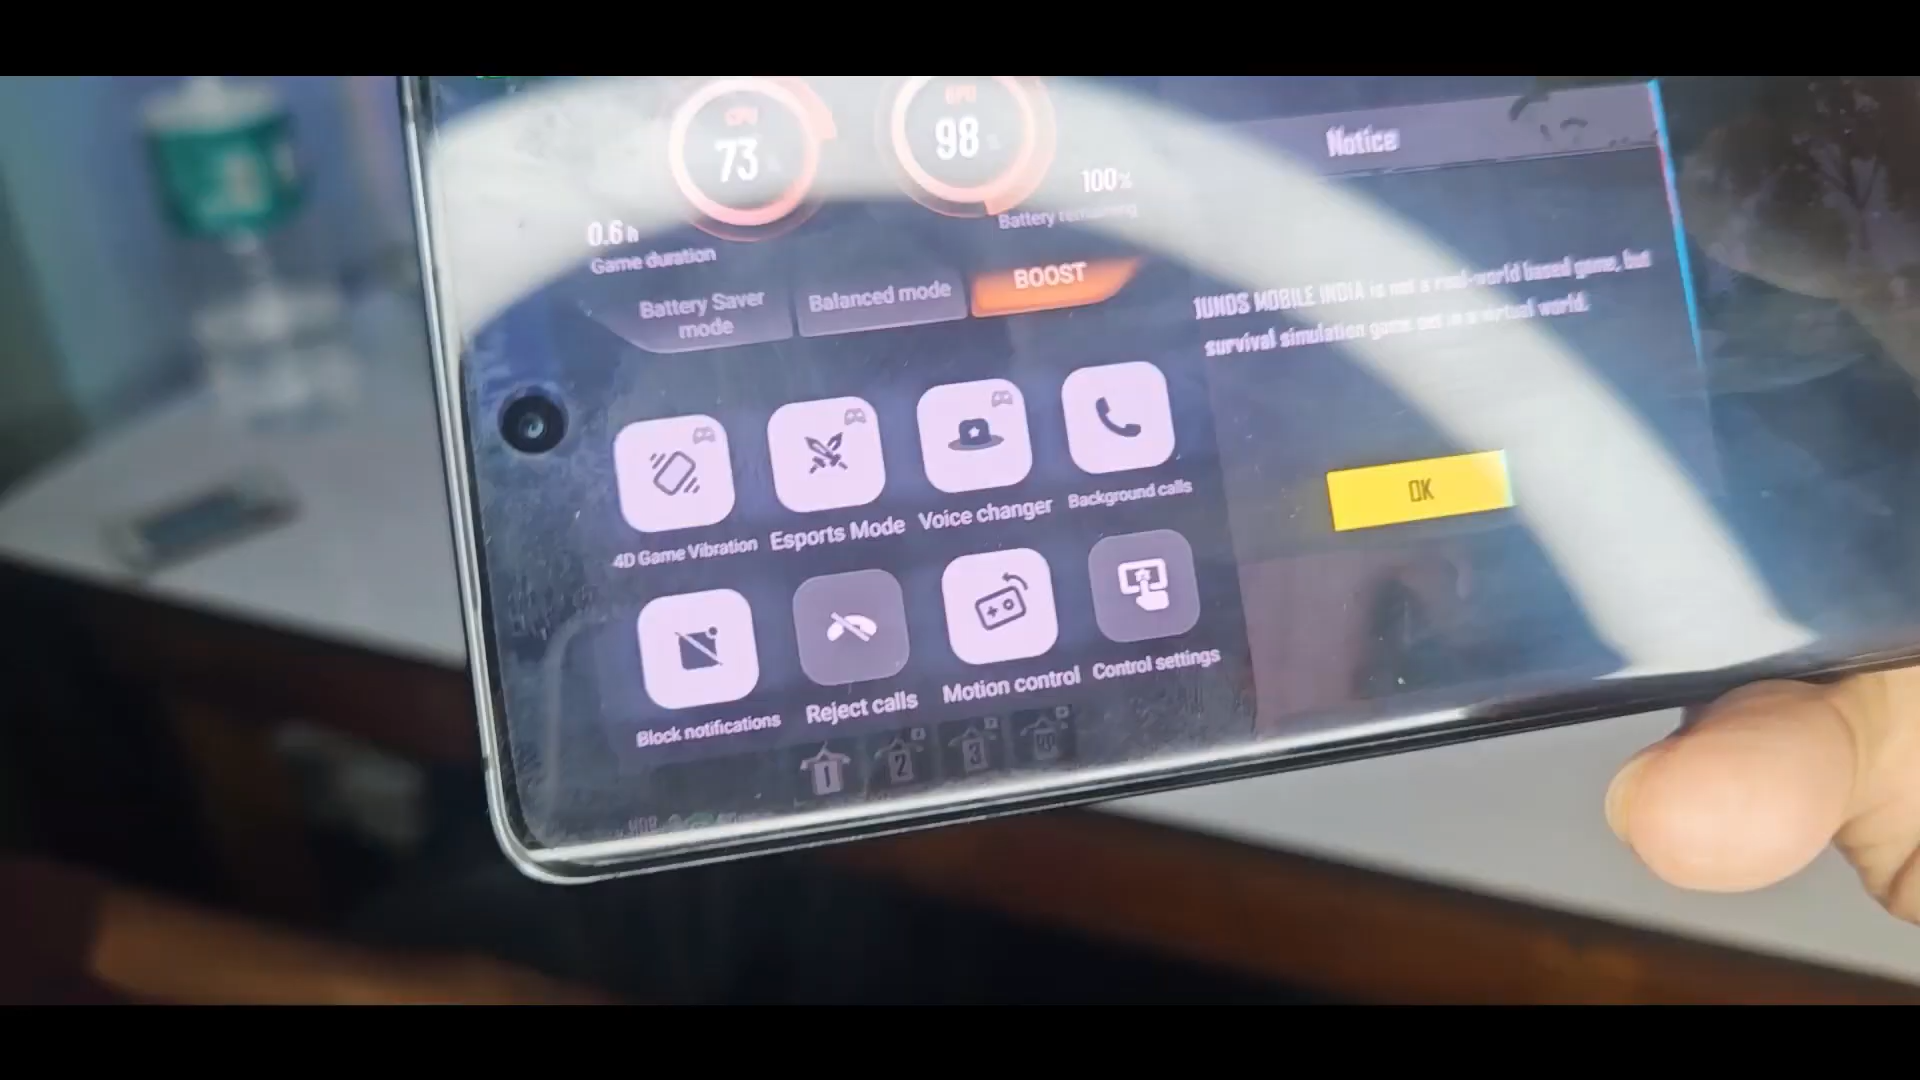 CPU
73
GPU
98
100%
Battery remaining
0.6 h
Game duration
Battery Saver
mode
Balanced mode
BOOST
4D Game Vibration
Esports Mode
Voice changer
Background calls
Block notifications
Reject calls
Motion control
Control settings
1
2
3
Notice
MOBILE INDIA is not a real-world based game, but
survival simulation game set in a virtual world.
OK